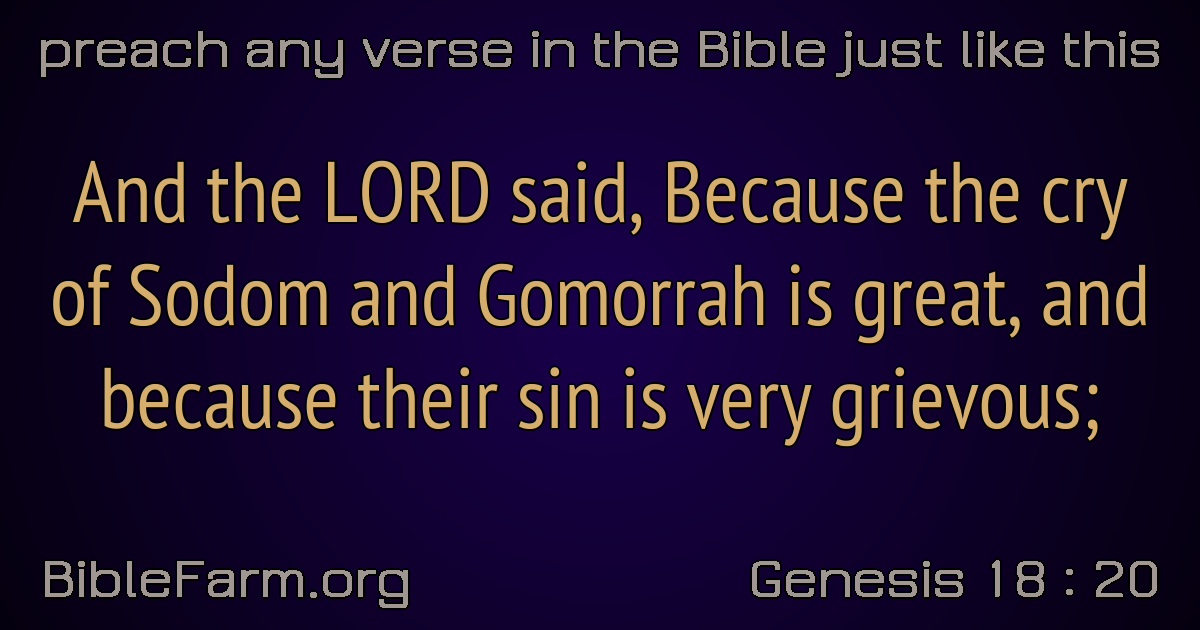 preach any verse in the Bible just like this
And the LORD said, Because the cry
of Sodom and Gomorrah is great, and
because their sin is very grievous;
BibleFarm.org
Genesis 18 : 20